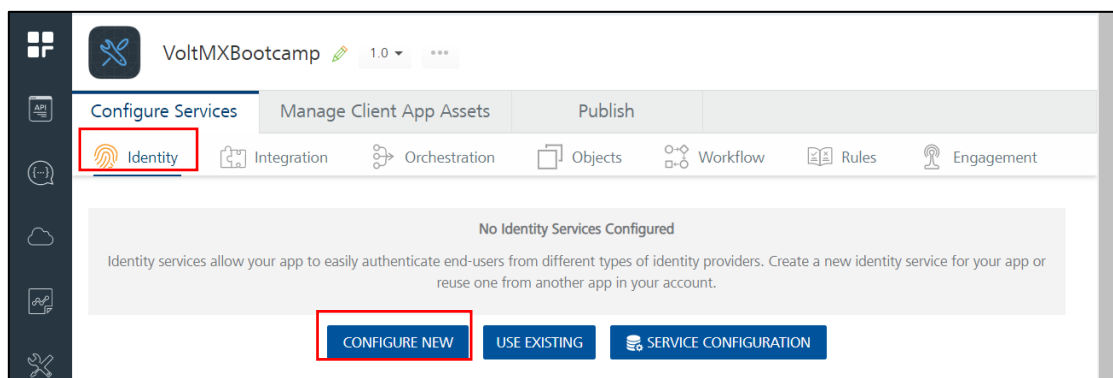 VoltMXBootcamp 1.0
API
Configure Services Manage Client App Assets Publish
Identity Integration Orchestration Objects Workflow Rules Engagement
No Identity Services Configured
Identity services allow your app to easily authenticate end-users from different types of identity providers. Create a new identity service for your app or
reuse one from another app in your account.
CONFIGURE NEW USE EXISTING SERVICE CONFIGURATION